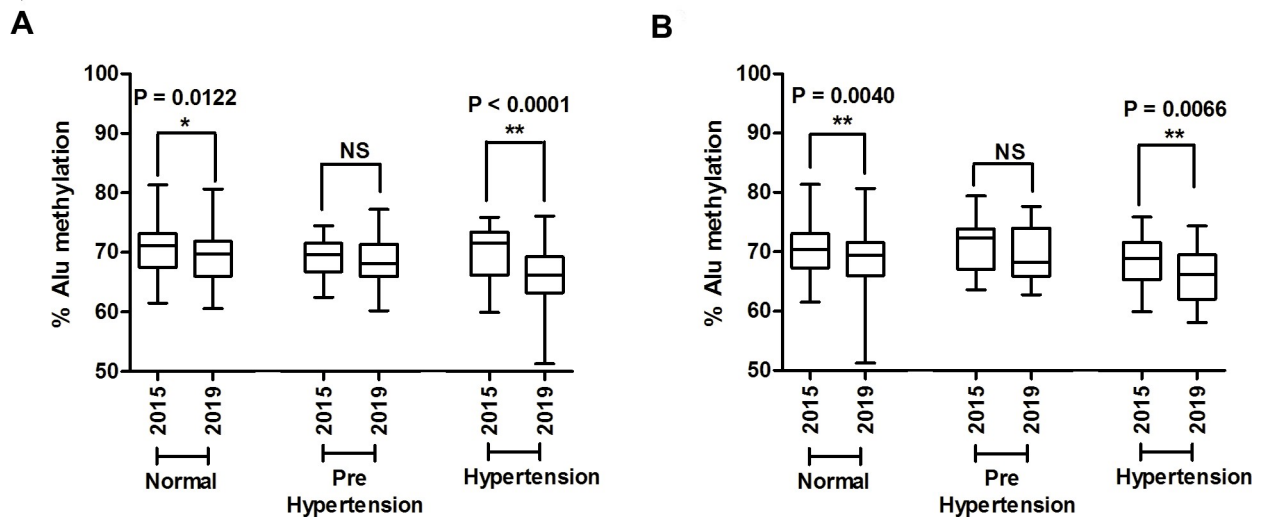 A
100
90
80
70
60
50
% Alu methylation
P = 0.0122
*
NS
P < 0.0001
**
2015
2019
2015
2019
2015
2019
Normal
Pre
Hypertension
Hypertension
B
100
90
80
70
60
50
% Alu methylation
P = 0.0040
**
NS
P = 0.0066
**
2015
2019
2015
2019
2015
2019
Normal
Pre
Hypertension
Hypertension